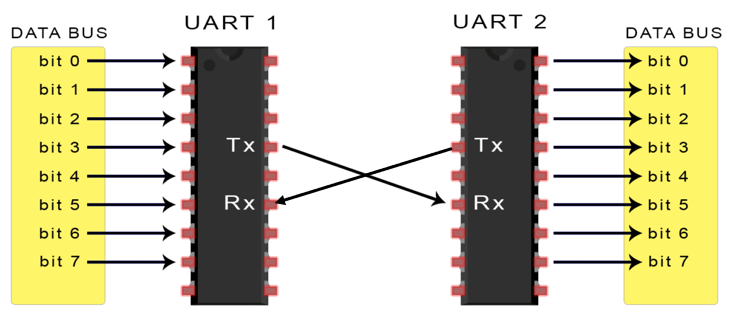 UART 1
UART 2
DATA BUS
bit 0
bit 1
bit 2
bit 3
bit 4
bit 5
bit 6
bit 7
Tx
Rx
Tx
Rx
DATA BUS
bit 0
bit 1
bit 2
bit 3
bit 4
bit 5
bit 6
bit 7